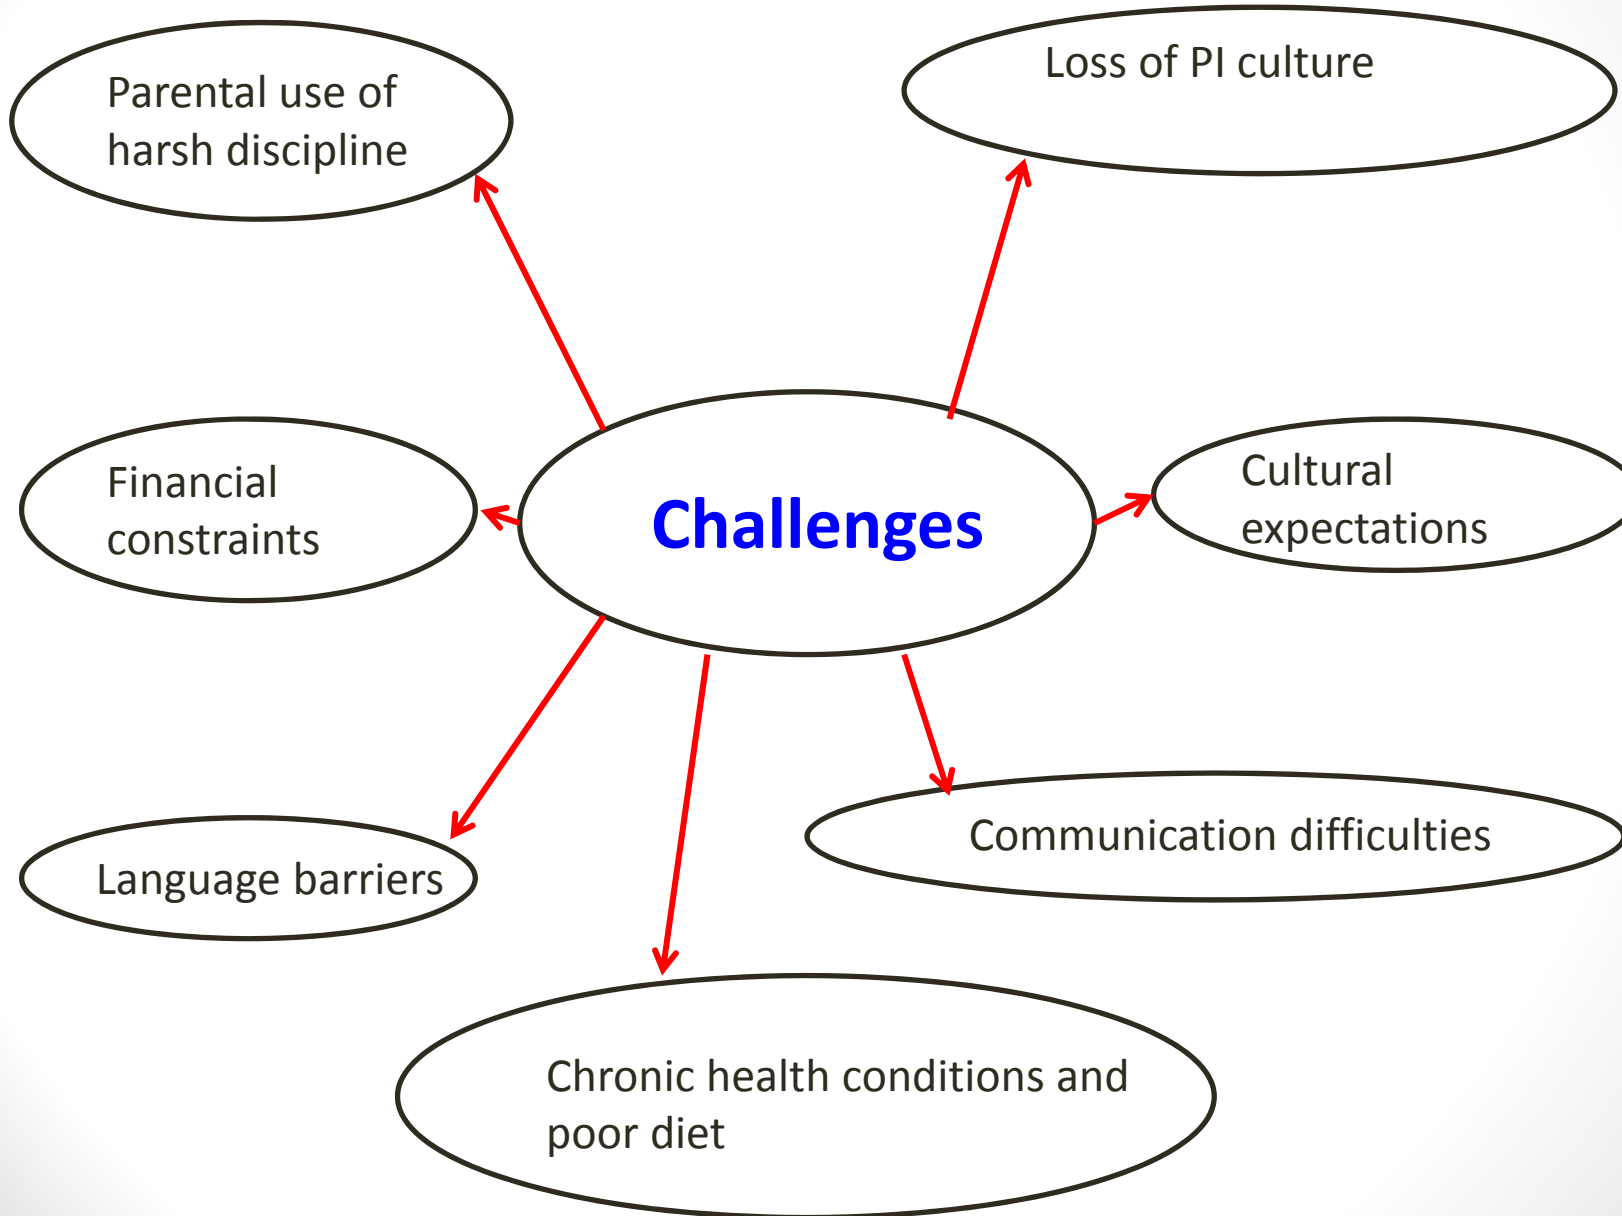 Parental use of
harsh discipline
Loss of PI culture
Financial
constraints
Challenges
Cultural
expectations
Language barriers
Communication difficulties
Chronic health conditions and
poor diet